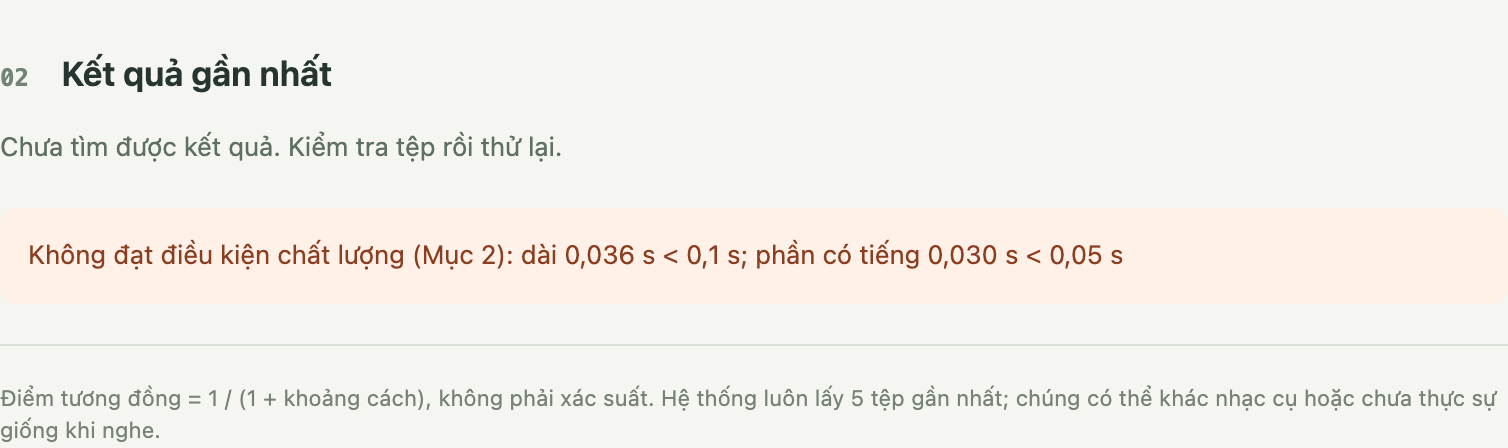 02 Kết quả gần nhất
Chưa tìm được kết quả. Kiểm tra tệp rồi thử lại.
Không đạt điều kiện chất lượng (Mục 2): dài 0,036 s < 0,1 s; phần có tiếng 0,030 s < 0,05 s
Điểm tương đồng = 1 / (1 + khoảng cách), không phải xác suất. Hệ thống luôn lấy 5 tệp gần nhất; chúng có thể khác nhạc cụ hoặc chưa thực sự
giống khi nghe.